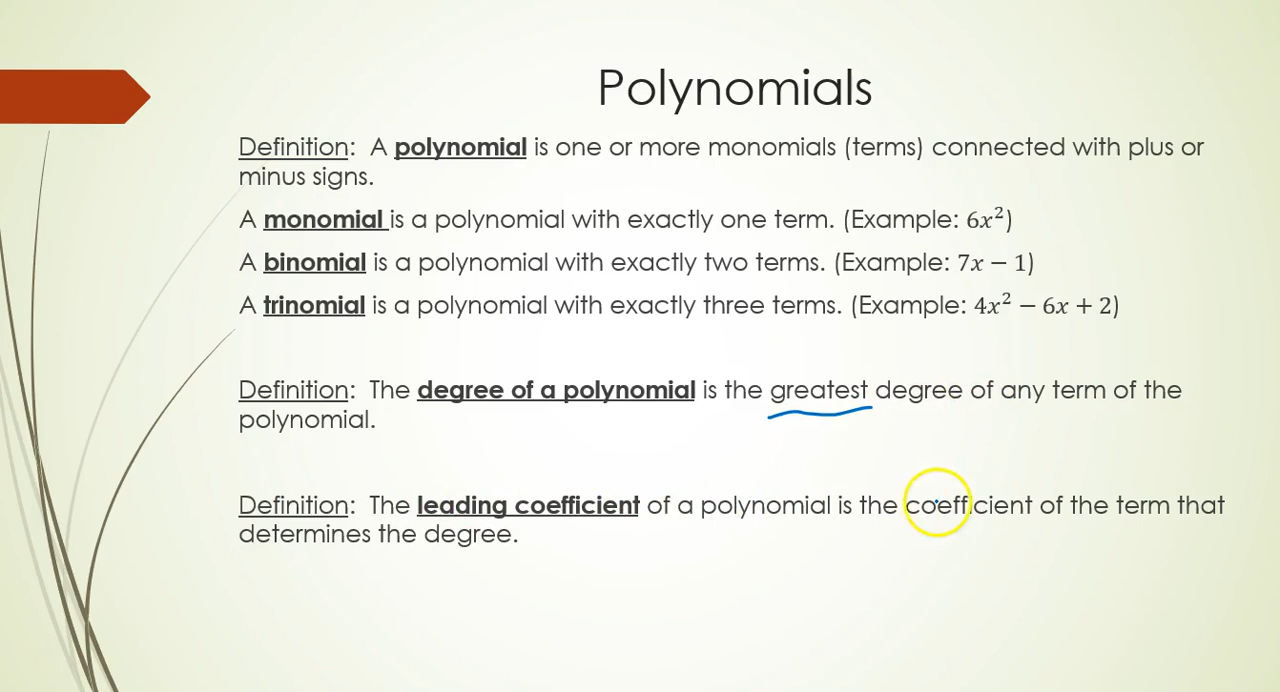 Polynomials
Definition: A polynomial is one or more monomials (terms) connected with plus or
minus signs.
A monomial is a polynomial with exactly one term. (Example: 6x²)
A binomial is a polynomial with exactly two terms. (Example: 7x − 1)
A trinomial is a polynomial with exactly three terms. (Example: 4x² − 6x + 2)
Definition: The degree of a polynomial is the greatest degree of any term of the
polynomial.
Definition: The leading coefficient of a polynomial is the coefficient of the term that
determines the degree.